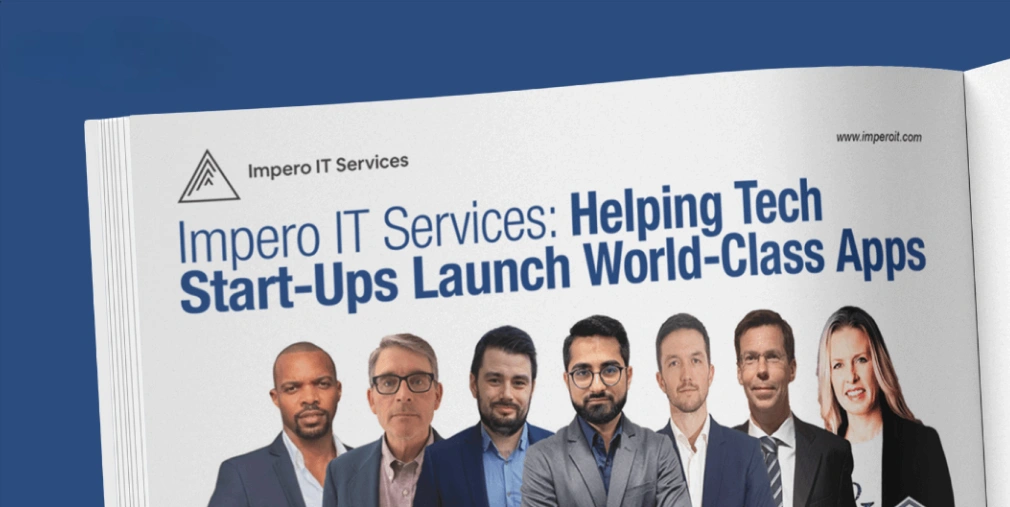 www.imperoit.com
Impero IT Services
Impero IT Services: Helping Tech
Start-Ups Launch World-Class Apps